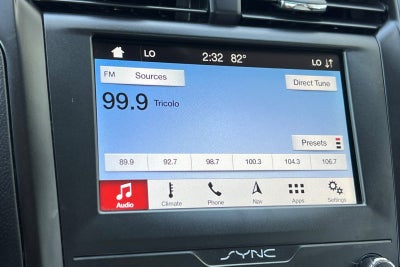 LO 2:32 82° LO
FM Sources Direct Tune
99.9 Tricolo
Presets
89.9 92.7 98.7 100.3 104.3 106.7
Audio Climate Phone Nav Apps Settings
SYNC